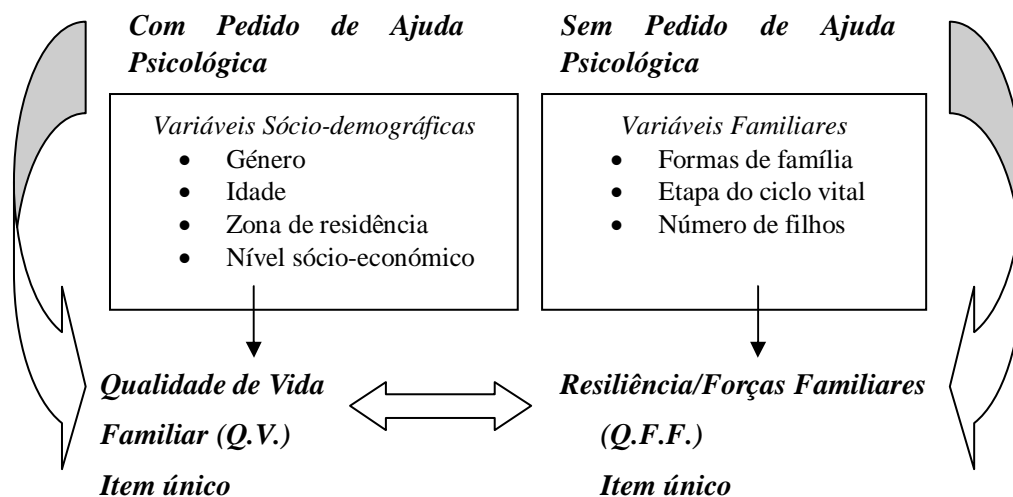 Com Pedido de Ajuda
Psicológica
Sem Pedido de Ajuda
Psicológica
Variáveis Sócio-demográficas
• Género
• Idade
• Zona de residência
• Nível sócio-económico
Variáveis Familiares
• Formas de família
• Etapa do ciclo vital
• Número de filhos
Qualidade de Vida
Familiar (Q.V.)
Item único
Resiliência/Forças Familiares
(Q.F.F.)
Item único